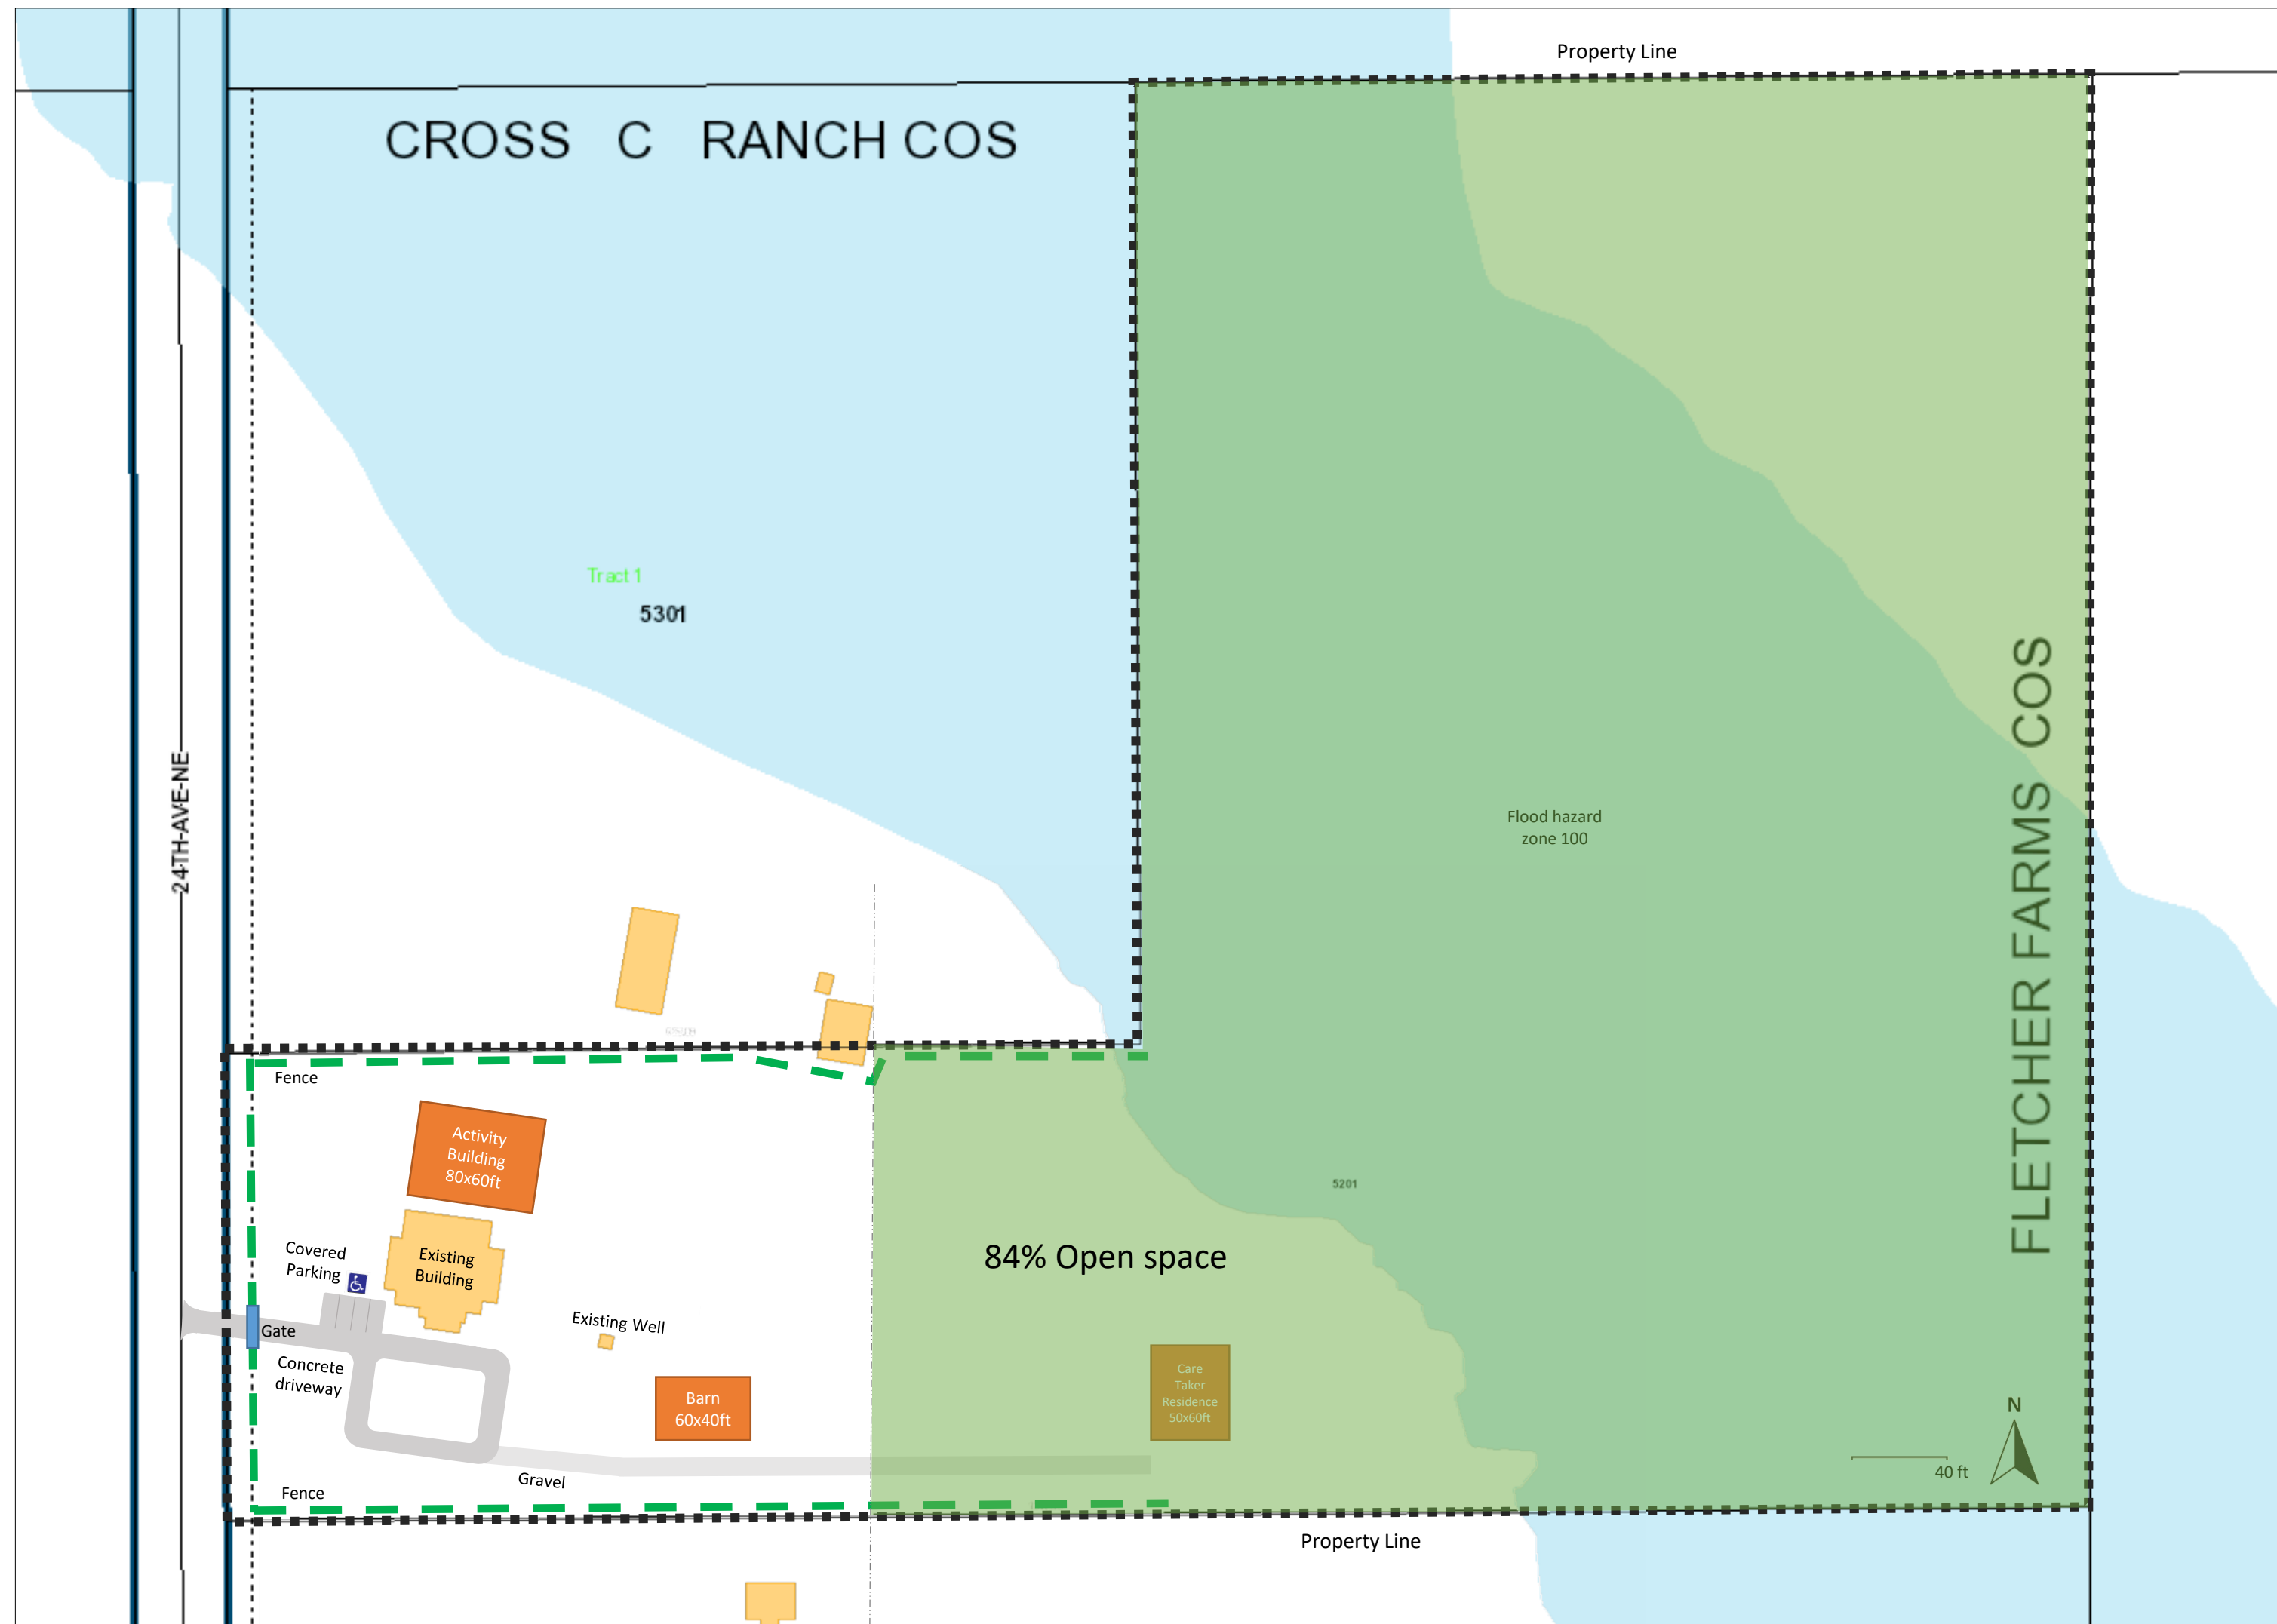 Property Line
CROSS C RANCH COS
Tract 1
5301
24TH-AVE-NE
Flood hazard
zone 100
FLETCHER FARMS COS
Fence
Activity
Building
80x60ft
5201
84% Open space
Covered
Parking
Existing
Building
Existing Well
Gate
Concrete
driveway
Barn
60x40ft
Care
Taker
Residence
50x60ft
N
40 ft
Gravel
Fence
Property Line